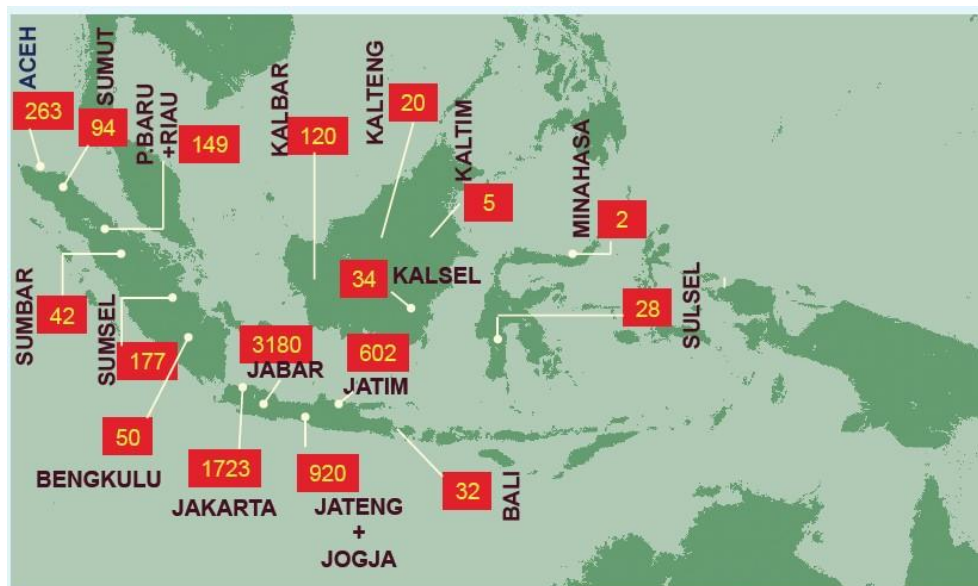 ACEH
263
SUMUT
94
P.BARU
+RIAU
149
KALBAR
120
KALTENG
20
KALTIM
5
MINAHASA
2
34
KALSEL
28
SULSEL
SUMBAR
42
SUMSEL
177
3180
JABAR
602
JATIM
50
BENGKULU
1723
JAKARTA
920
JATENG
+
JOGJA
32
BALI